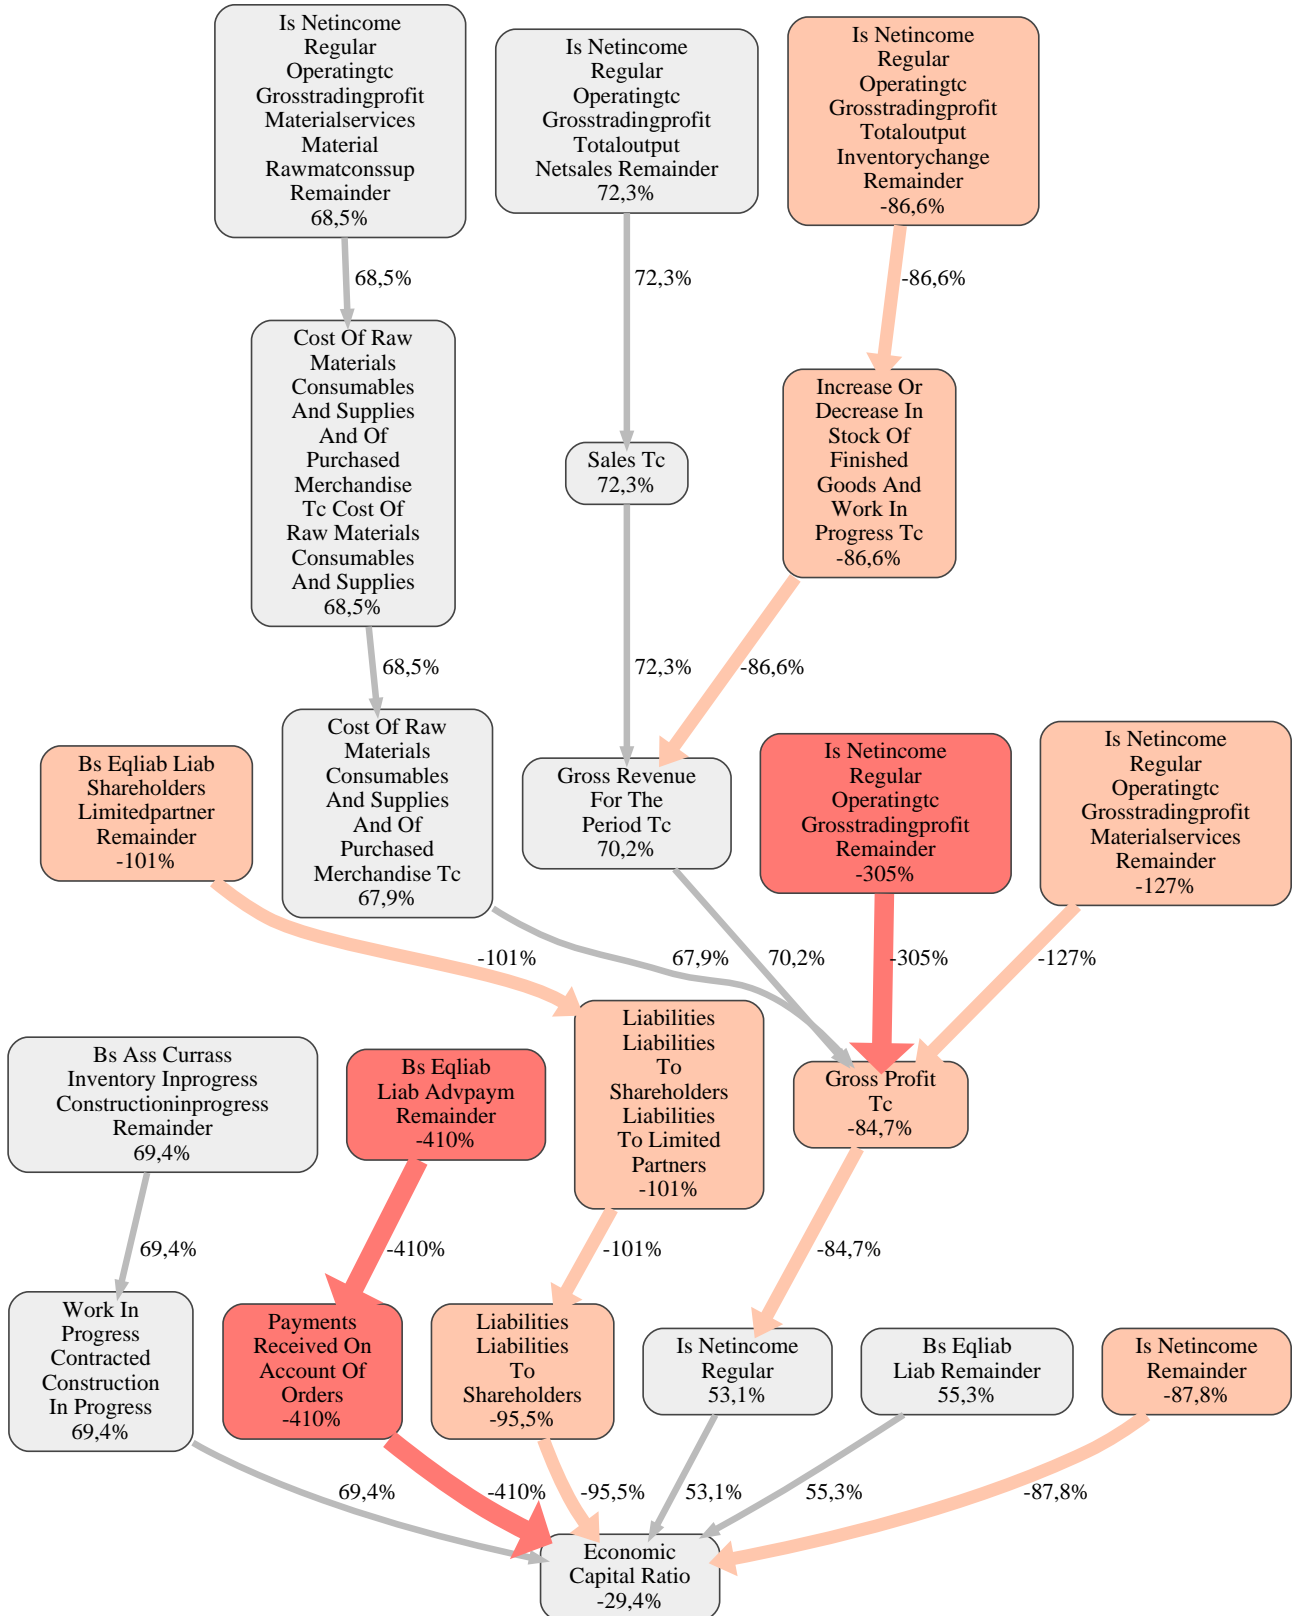 Is Netincome
Regular
Operatingtc
Grosstradingprofit
Materialservices
Material
Rawmatconssup
Remainder
68,5%
Is Netincome
Regular
Operatingtc
Grosstradingprofit
Totaloutput
Netsales Remainder
72,3%
Is Netincome
Regular
Operatingtc
Grosstradingprofit
Totaloutput
Inventorychange
Remainder
-86,6%
68,5%
72,3%
-86,6%
Cost Of Raw
Materials
Consumables
And Supplies
And Of
Purchased
Merchandise
Tc Cost Of
Raw Materials
Consumables
And Supplies
68,5%
Sales Tc
72,3%
Increase Or
Decrease In
Stock Of
Finished
Goods And
Work In
Progress Tc
-86,6%
68,5%
72,3%
-86,6%
Bs Eqliab Liab
Shareholders
Limitedpartner
Remainder
-101%
Cost Of Raw
Materials
Consumables
And Supplies
And Of
Purchased
Merchandise Tc
67,9%
Gross Revenue
For The
Period Tc
70,2%
Is Netincome
Regular
Operatingtc
Grosstradingprofit
Remainder
-305%
Is Netincome
Regular
Operatingtc
Grosstradingprofit
Materialservices
Remainder
-127%
-101%
67,9%
70,2%
-305%
-127%
Bs Ass Currass
Inventory Inprogress
Constructioninprogress
Remainder
69,4%
Bs Eqliab
Liab Advpaym
Remainder
-410%
Liabilities
Liabilities
To
Shareholders
Liabilities
To Limited
Partners
-101%
Gross Profit
Tc
-84,7%
69,4%
-410%
-101%
-84,7%
Work In
Progress
Contracted
Construction
In Progress
69,4%
Payments
Received On
Account Of
Orders
-410%
Liabilities
Liabilities
To
Shareholders
-95,5%
Is Netincome
Regular
53,1%
Bs Eqliab
Liab Remainder
55,3%
Is Netincome
Remainder
-87,8%
69,4%
-410%
-95,5%
53,1%
55,3%
-87,8%
Economic
Capital Ratio
-29,4%